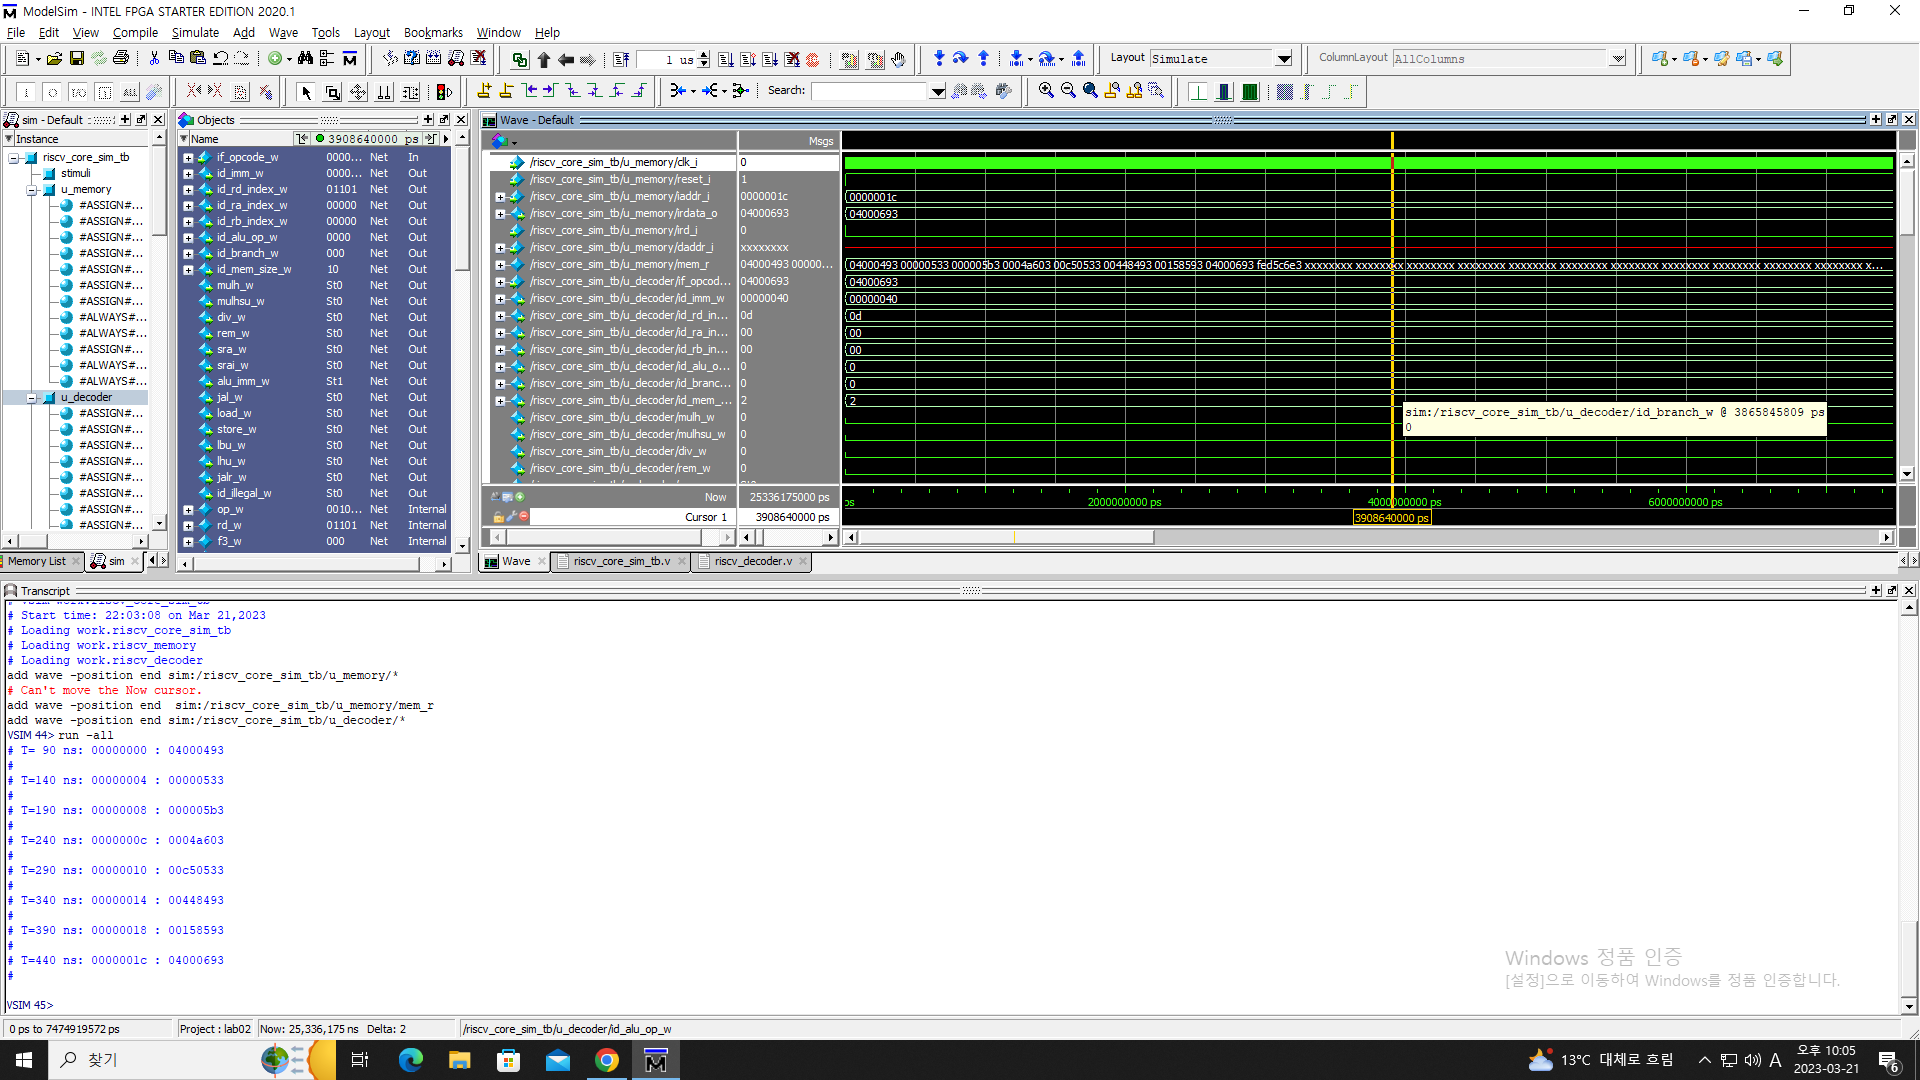 ModelSim - INTEL FPGA STARTER EDITION 2020.1
File Edit View Compile Simulate Add Wave Tools Layout Bookmarks Window Help
1 us
Layout Simulate
ColumnLayout AllColumns
Search:
sim - Default
Instance
riscv_core_sim_tb
stimuli
u_memory
#ASSIGN#...
#ASSIGN#...
#ASSIGN#...
#ASSIGN#...
#ASSIGN#...
#ASSIGN#...
#ASSIGN#...
#ALWAYS#...
#ALWAYS#...
#ASSIGN#...
#ALWAYS#...
#ALWAYS#...
u_decoder
#ASSIGN#...
#ASSIGN#...
#ASSIGN#...
#ASSIGN#...
#ASSIGN#...
#ASSIGN#...
#ASSIGN#...
#ASSIGN#...
Memory List
sim
Objects
Name 3908640000 ps
if_opcode_w 0000... Net In
id_imm_w 0000... Net Out
id_rd_index_w 01101 Net Out
id_ra_index_w 00000 Net Out
id_rb_index_w 00000 Net Out
id_alu_op_w 0000 Net Out
id_branch_w 000 Net Out
id_mem_size_w 10 Net Out
mulh_w St0 Net Out
mulhsu_w St0 Net Out
div_w St0 Net Out
rem_w St0 Net Out
sra_w St0 Net Out
srai_w St0 Net Out
alu_imm_w St1 Net Out
jal_w St0 Net Out
load_w St0 Net Out
store_w St0 Net Out
lbu_w St0 Net Out
lhu_w St0 Net Out
jalr_w St0 Net Out
id_illegal_w St0 Net Out
op_w 0010... Net Internal
rd_w 01101 Net Internal
f3_w 000 Net Internal
Wave - Default
Msgs
/riscv_core_sim_tb/u_memory/clk_i 0
/riscv_core_sim_tb/u_memory/reset_i 1
/riscv_core_sim_tb/u_memory/iaddr_i 0000001c 0000001c
/riscv_core_sim_tb/u_memory/irdata_o 04000693 04000693
/riscv_core_sim_tb/u_memory/ird_i 0
/riscv_core_sim_tb/u_memory/daddr_i xxxxxxxx
/riscv_core_sim_tb/u_memory/mem_r 04000493 00000... 04000493 00000533 000005b3 0004a603 00c50533 00448493 00158593 04000693 fed5c6e3 xxxxxxxx xxxxxxxx xxxxxxxx xxxxxxxx xxxxxxxx xxxxxxxx xxxxxxxx xxxxxxxx xxxxxxxx xxxxxxxx xxxxxxxx x...
/riscv_core_sim_tb/u_decoder/if_opcod... 04000693 04000693
/riscv_core_sim_tb/u_decoder/id_imm_w 00000040 00000040
/riscv_core_sim_tb/u_decoder/id_rd_in... 0d 0d
/riscv_core_sim_tb/u_decoder/id_ra_in... 00 00
/riscv_core_sim_tb/u_decoder/id_rb_in... 00 00
/riscv_core_sim_tb/u_decoder/id_alu_o... 0 0
/riscv_core_sim_tb/u_decoder/id_branc... 0 0
/riscv_core_sim_tb/u_decoder/id_mem_... 2 2
/riscv_core_sim_tb/u_decoder/mulh_w 0
/riscv_core_sim_tb/u_decoder/mulhsu_w 0
/riscv_core_sim_tb/u_decoder/div_w 0
/riscv_core_sim_tb/u_decoder/rem_w 0
sim:/riscv_core_sim_tb/u_decoder/id_branch_w @ 3865845809 ps
0
Now 25336175000 ps
ps 2000000000 ps 4000000000 ps 6000000000 ps
Cursor 1 3908640000 ps 3908640000 ps
Wave riscv_core_sim_tb.v riscv_decoder.v
Transcript
# vsim work.riscv_core_sim_tb
# Start time: 22:03:08 on Mar 21,2023
# Loading work.riscv_core_sim_tb
# Loading work.riscv_memory
# Loading work.riscv_decoder
add wave -position end sim:/riscv_core_sim_tb/u_memory/*
# Can't move the Now cursor.
add wave -position end  sim:/riscv_core_sim_tb/u_memory/mem_r
add wave -position end sim:/riscv_core_sim_tb/u_decoder/*
VSIM 44> run -all
# T= 90 ns: 00000000 : 04000493
#
# T=140 ns: 00000004 : 00000533
#
# T=190 ns: 00000008 : 000005b3
#
# T=240 ns: 0000000c : 0004a603
#
# T=290 ns: 00000010 : 00c50533
#
# T=340 ns: 00000014 : 00448493
#
# T=390 ns: 00000018 : 00158593
#
# T=440 ns: 0000001c : 04000693
#
VSIM 45>
Windows 정품 인증
[설정]으로 이동하여 Windows를 정품 인증합니다.
0 ps to 7474919572 ps Project : lab02 Now: 25,336,175 ns Delta: 2 /riscv_core_sim_tb/u_decoder/id_alu_op_w
찾기
13°C 대체로 흐림
A
오후 10:05
2023-03-21
6